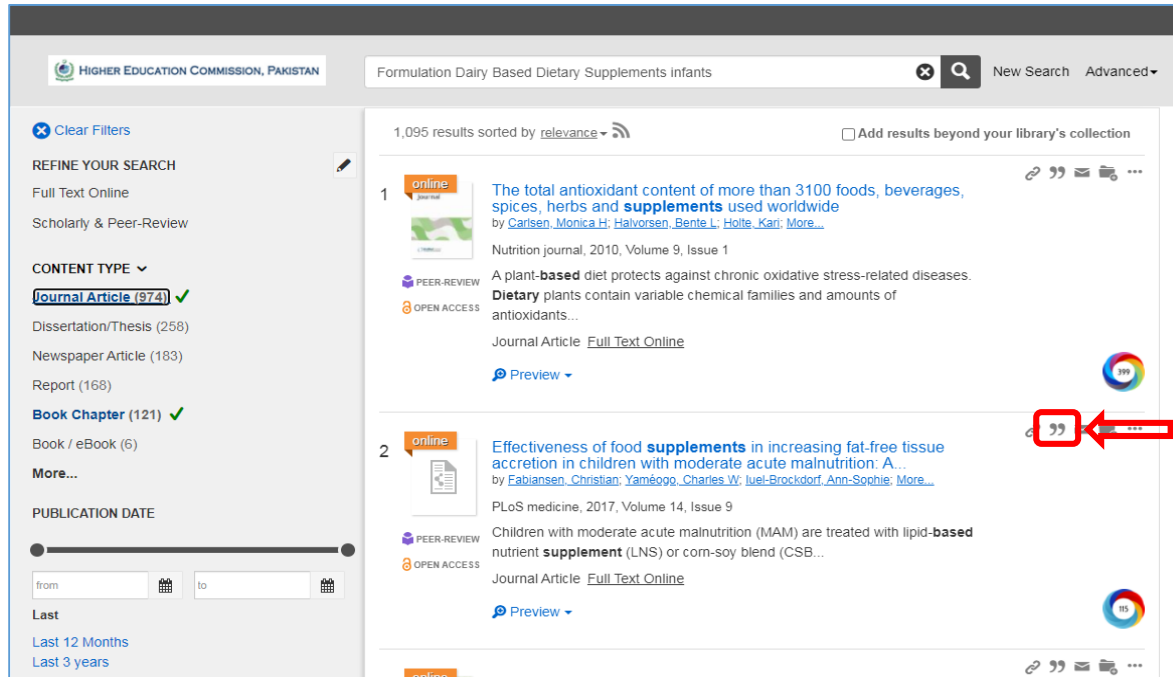 HIGHER EDUCATION COMMISSION, PAKISTAN
Formulation Dairy Based Dietary Supplements infants
New Search Advanced
Clear Filters
REFINE YOUR SEARCH
Full Text Online
Scholarly & Peer-Review
CONTENT TYPE
Journal Article (974)
Dissertation/Thesis (258)
Newspaper Article (183)
Report (168)
Book Chapter (121)
Book / eBook (6)
More...
PUBLICATION DATE
from
to
Last
Last 12 Months
Last 3 years
1,095 results sorted by relevance
Add results beyond your library's collection
1
online
Journal
The total antioxidant content of more than 3100 foods, beverages,
spices, herbs and supplements used worldwide
by Carlsen, Monica H; Halvorsen, Bente L; Holte, Kari; More...
Nutrition journal, 2010, Volume 9, Issue 1
PEER-REVIEW
OPEN ACCESS
A plant-based diet protects against chronic oxidative stress-related diseases.
Dietary plants contain variable chemical families and amounts of
antioxidants...
Journal Article Full Text Online
Preview
399
2
online
Effectiveness of food supplements in increasing fat-free tissue
accretion in children with moderate acute malnutrition: A...
by Fabiansen, Christian; Yaméogo, Charles W; Iuel-Brockdorf, Ann-Sophie; More...
PLoS medicine, 2017, Volume 14, Issue 9
PEER-REVIEW
OPEN ACCESS
Children with moderate acute malnutrition (MAM) are treated with lipid-based
nutrient supplement (LNS) or corn-soy blend (CSB...
Journal Article Full Text Online
Preview
115
online